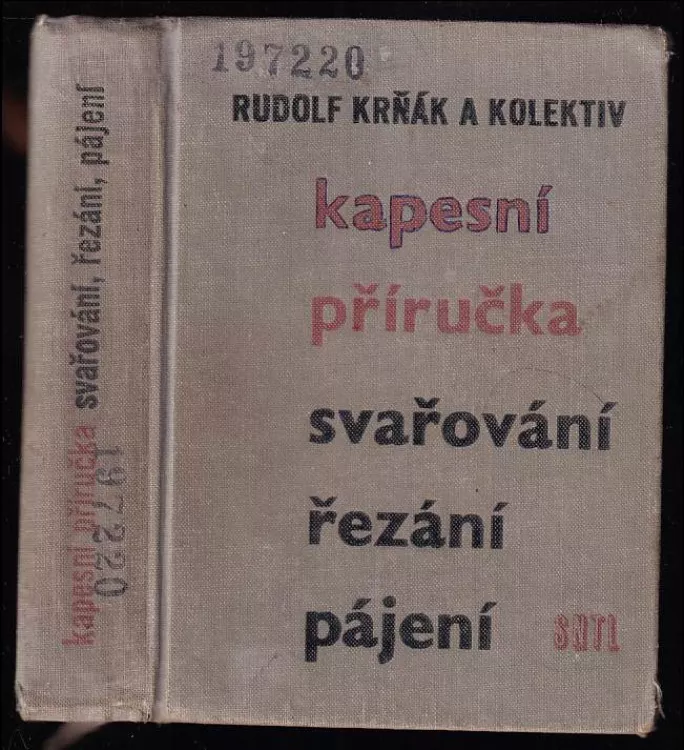 kapesní příručka svařování, řezání, pájení
197220
197220
RUDOLF KRŇÁK A KOLEKTIV
kapesní
příručka
svařování
řezání
pájení
SNTL